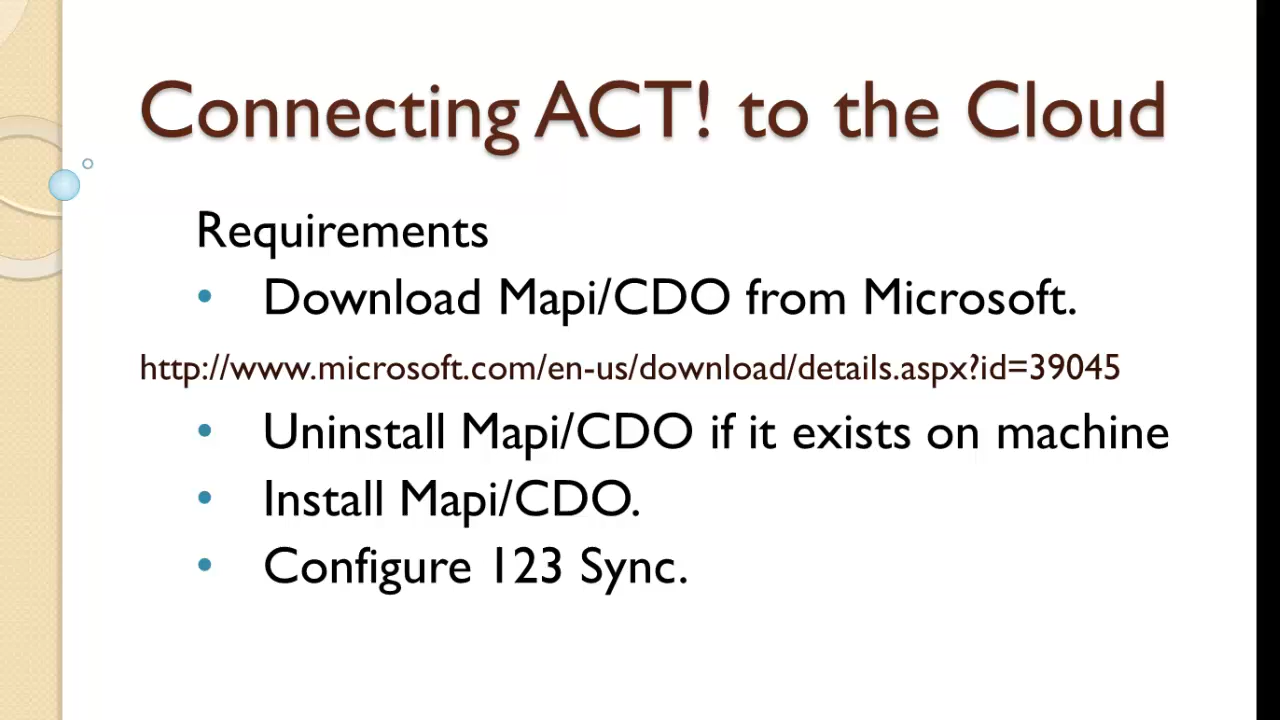 Connecting ACT! to the Cloud
Requirements
• Download Mapi/CDO from Microsoft.
http://www.microsoft.com/en-us/download/details.aspx?id=39045
• Uninstall Mapi/CDO if it exists on machine
• Install Mapi/CDO.
• Configure 123 Sync.